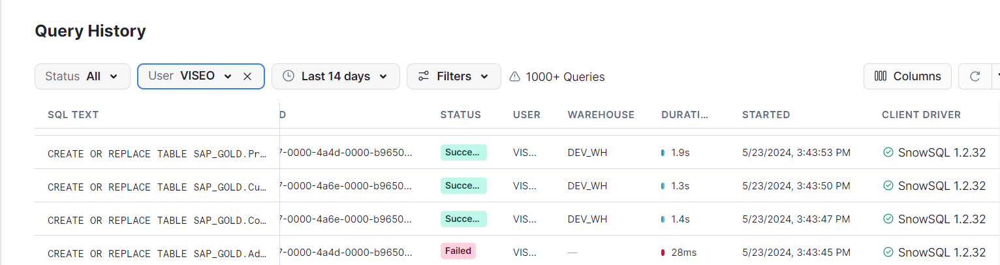 Query History
Status All User VISEO Last 14 days Filters 1000+ Queries Columns
SQL TEXT D STATUS USER WAREHOUSE DURATI... STARTED CLIENT DRIVER
CREATE OR REPLACE TABLE SAP_GOLD.Pr... 7-0000-4a4d-0000-b9650... Succe... VIS... DEV_WH 1.9s 5/23/2024, 3:43:53 PM SnowSQL 1.2.32
CREATE OR REPLACE TABLE SAP_GOLD.Cu... 7-0000-4a6e-0000-b9650... Succe... VIS... DEV_WH 1.3s 5/23/2024, 3:43:50 PM SnowSQL 1.2.32
CREATE OR REPLACE TABLE SAP_GOLD.Co... 7-0000-4a6e-0000-b9650... Succe... VIS... DEV_WH 1.4s 5/23/2024, 3:43:47 PM SnowSQL 1.2.32
CREATE OR REPLACE TABLE SAP_GOLD.Ad... 7-0000-4a4d-0000-b9650... Failed VIS... — 28ms 5/23/2024, 3:43:45 PM SnowSQL 1.2.32